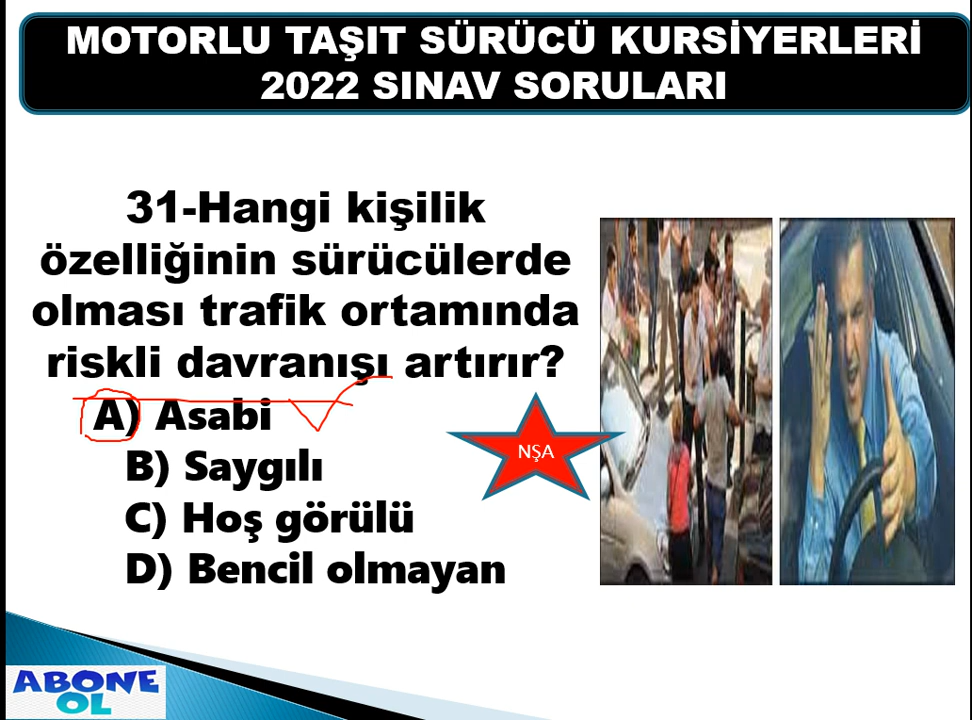 MOTORLU TAŞIT SÜRÜCÜ KURSİYERLERİ
2022 SINAV SORULARI
31-Hangi kişilik
özelliğinin sürücülerde
olması trafik ortamında
riskli davranışı artırır?
A) Asabi
B) Saygılı
C) Hoş görülü
D) Bencil olmayan
NŞA
ABONE
OL